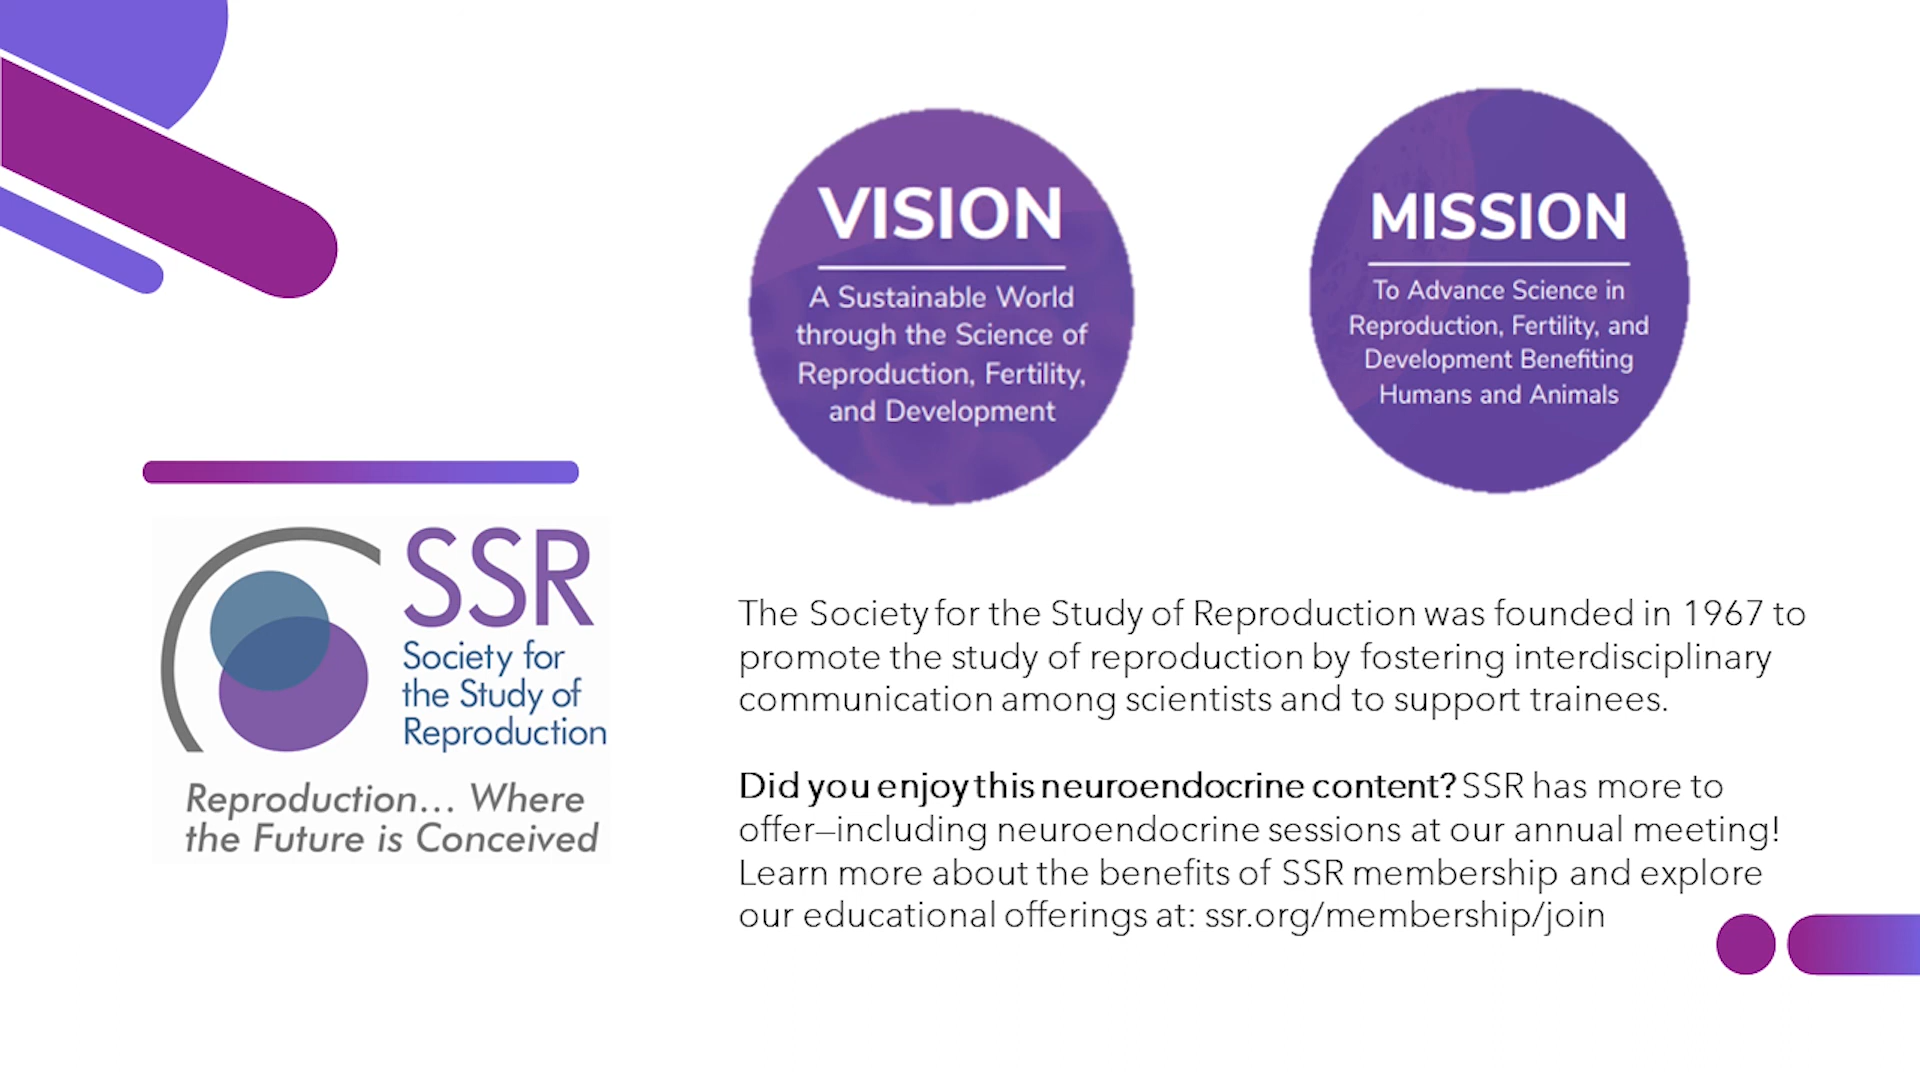 VISION
A Sustainable World
through the Science of
Reproduction, Fertility,
and Development
MISSION
To Advance Science in
Reproduction, Fertility, and
Development Benefiting
Humans and Animals
SSR
Society for
the Study of
Reproduction
Reproduction... Where
the Future is Conceived
The Society for the Study of Reproduction was founded in 1967 to
promote the study of reproduction by fostering interdisciplinary
communication among scientists and to support trainees.
Did you enjoy this neuroendocrine content? SSR has more to
offer—including neuroendocrine sessions at our annual meeting!
Learn more about the benefits of SSR membership and explore
our educational offerings at: ssr.org/membership/join